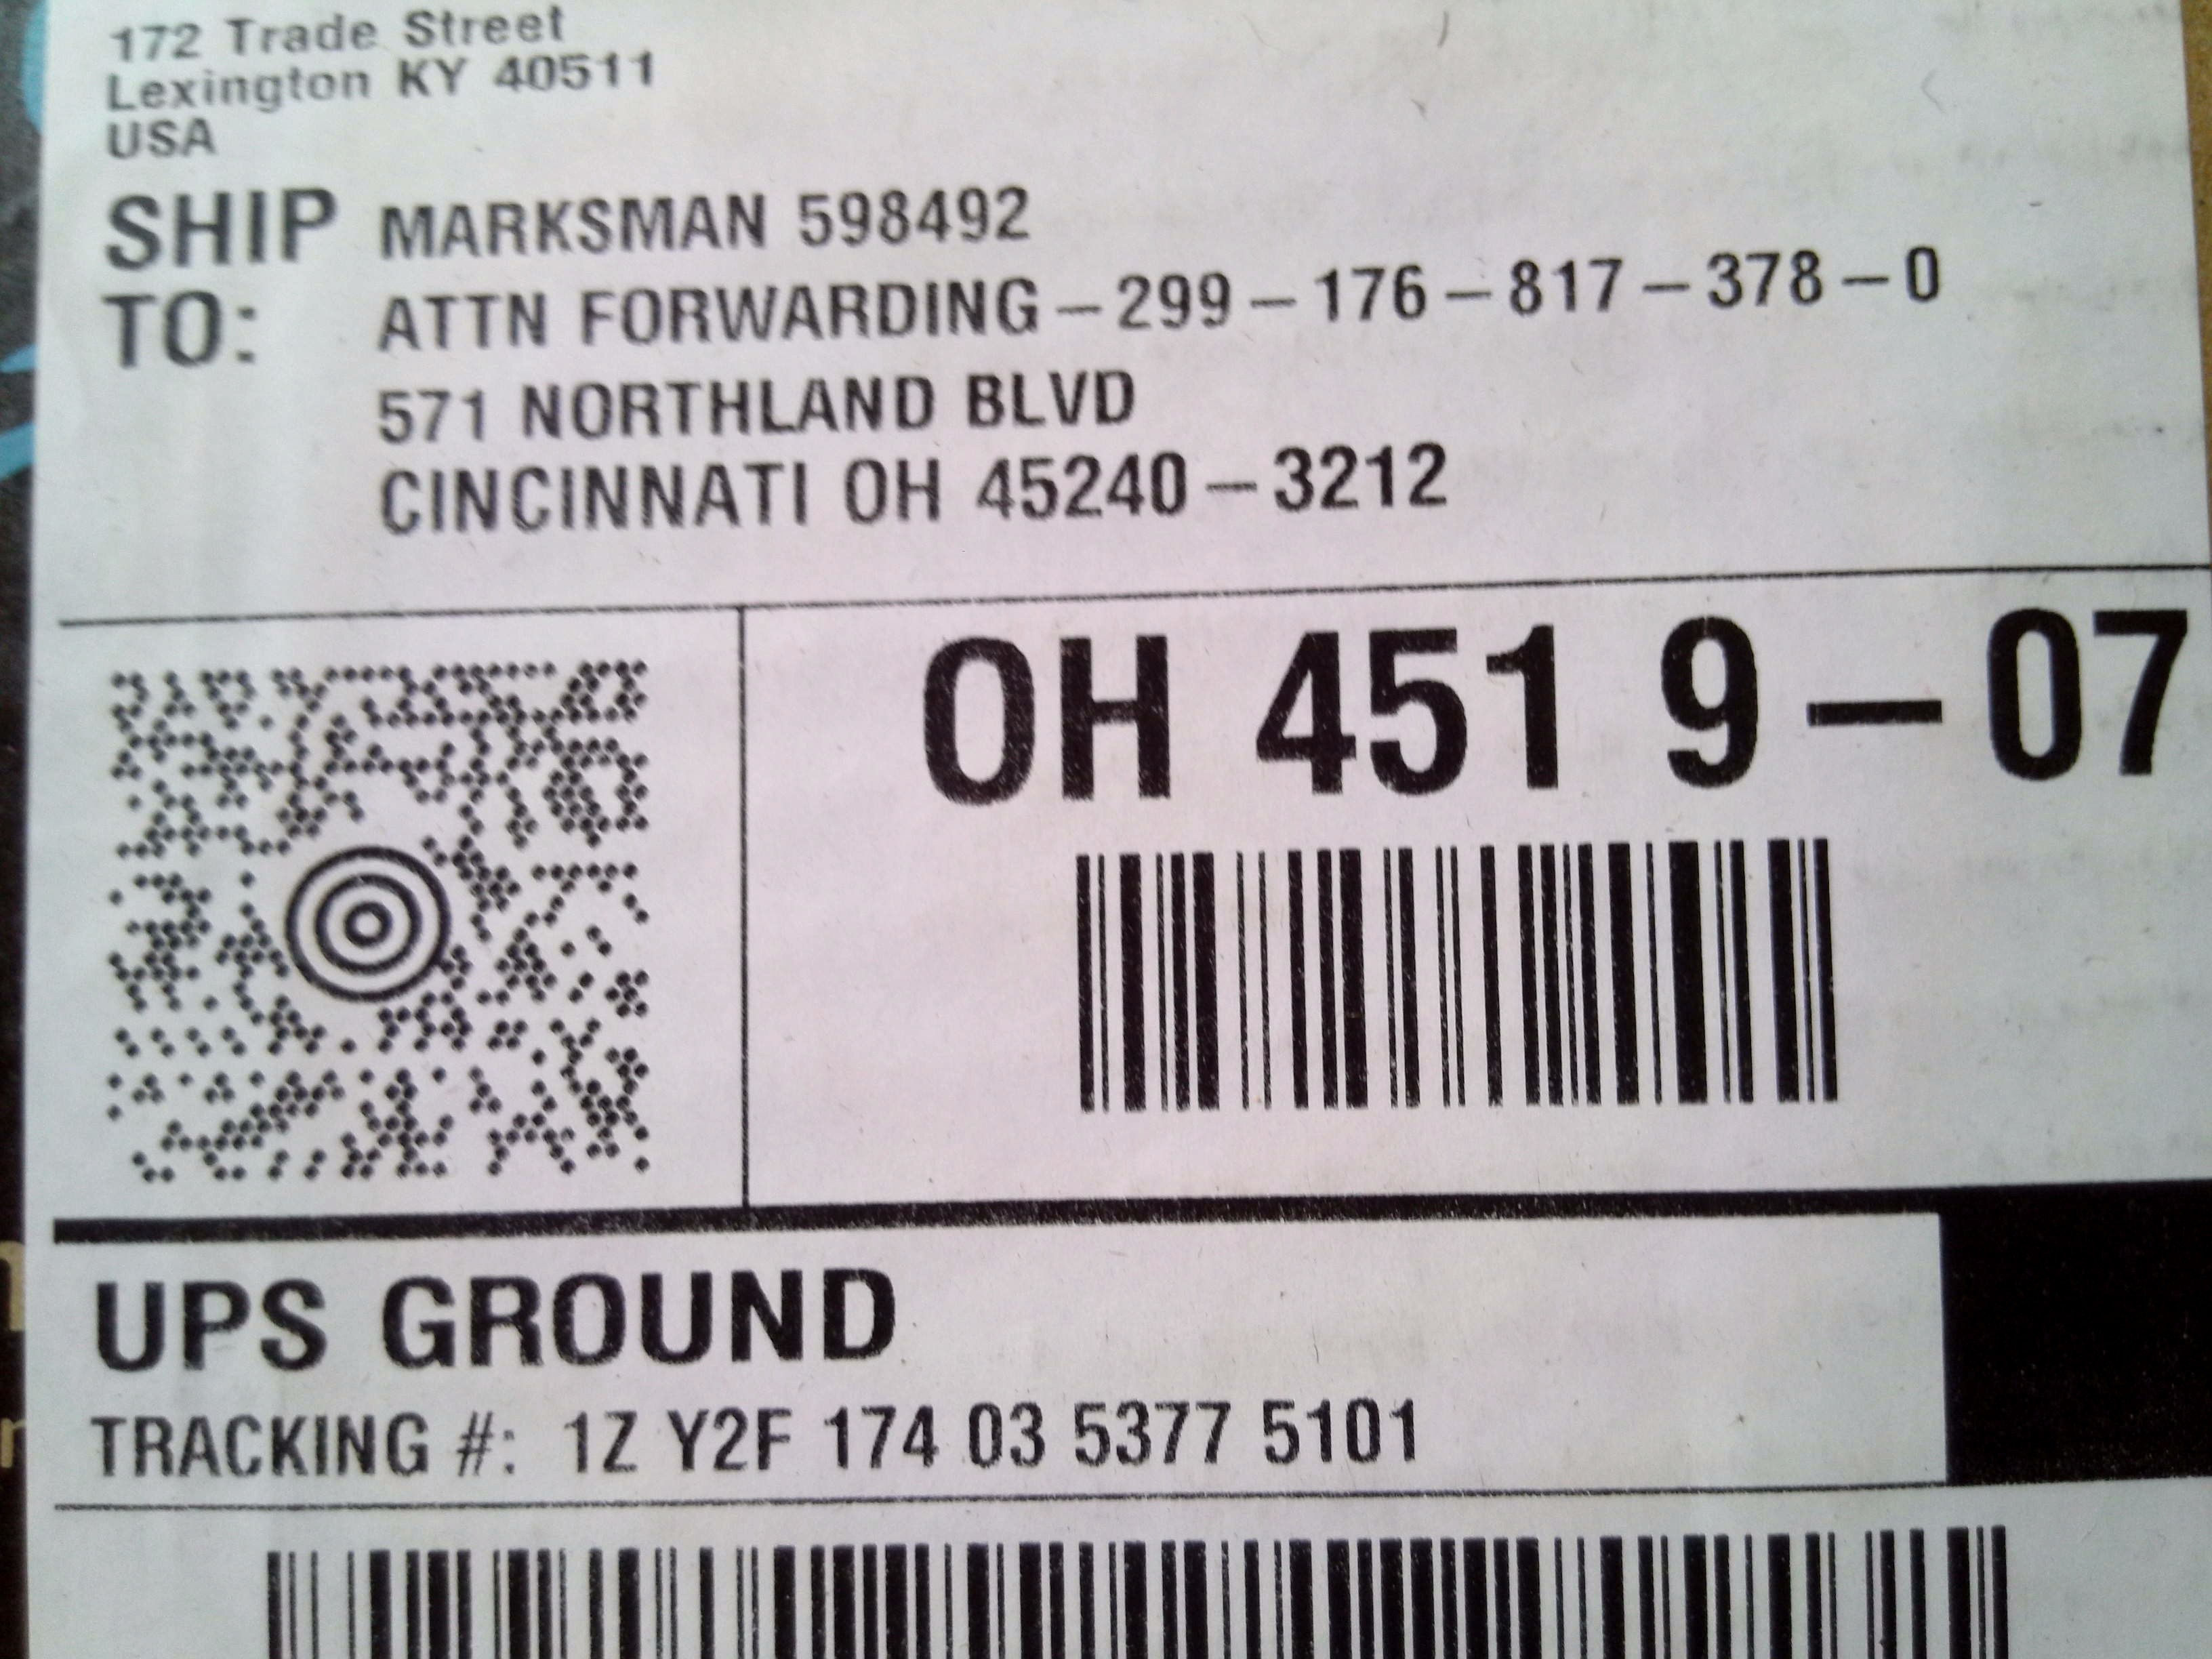 172 Trade Street
Lexington KY 40511
USA
SHIP TO:
MARKSMAN 598492
ATTN FORWARDING-299-176-817-378-0
571 NORTHLAND BLVD
CINCINNATI OH 45240-3212
OH 451 9-07
UPS GROUND
TRACKING #: 1Z Y2F 174 03 5377 5101